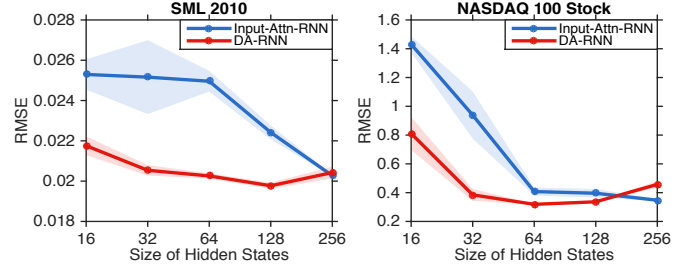 SML 2010
0.028
0.026
0.024
0.022
0.02
0.018
RMSE
Input-Attn-RNN
DA-RNN
16 32 64 128 256
Size of Hidden States
NASDAQ 100 Stock
1.6
1.4
1.2
1
0.8
0.6
0.4
0.2
RMSE
Input-Attn-RNN
DA-RNN
16 32 64 128 256
Size of Hidden States